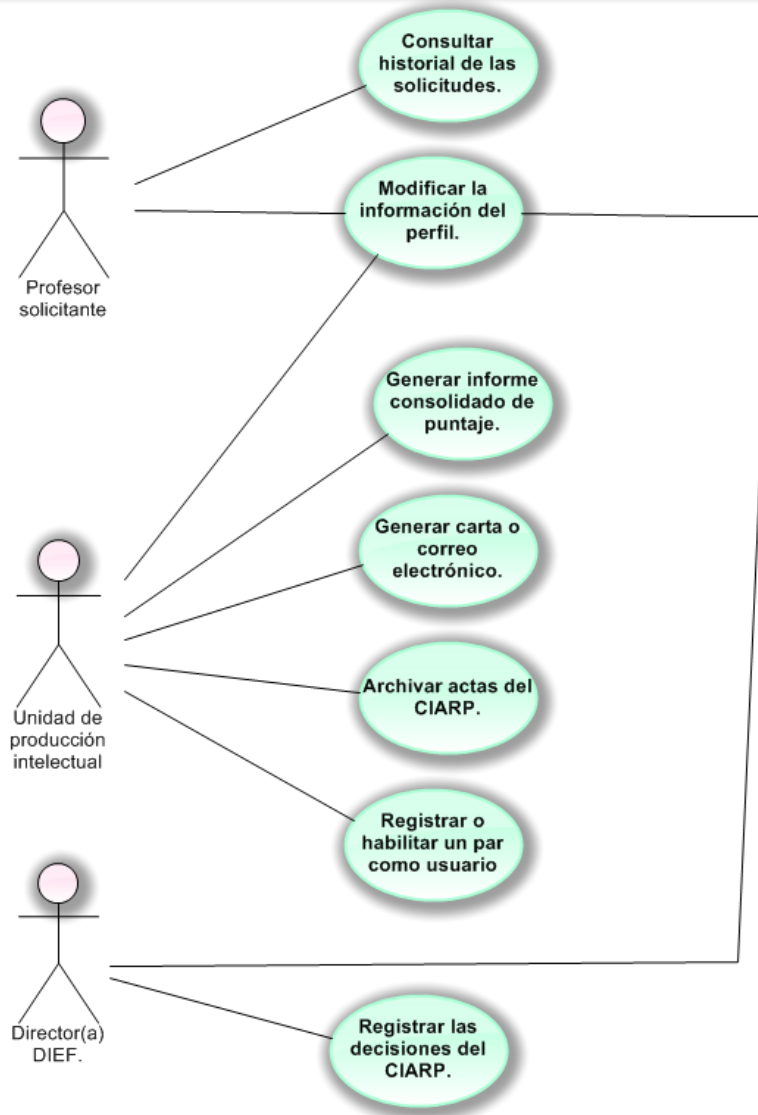 Consultar
historial de las
solicitudes.
Modificar la
información del
perfil.
Profesor
solicitante
Generar informe
consolidado de
puntaje.
Generar carta o
correo
electrónico.
Archivar actas del
CIARP.
Unidad de
producción
intelectual
Registrar o
habilitar un par
como usuario
Director(a)
DIEF.
Registrar las
decisiones del
CIARP.